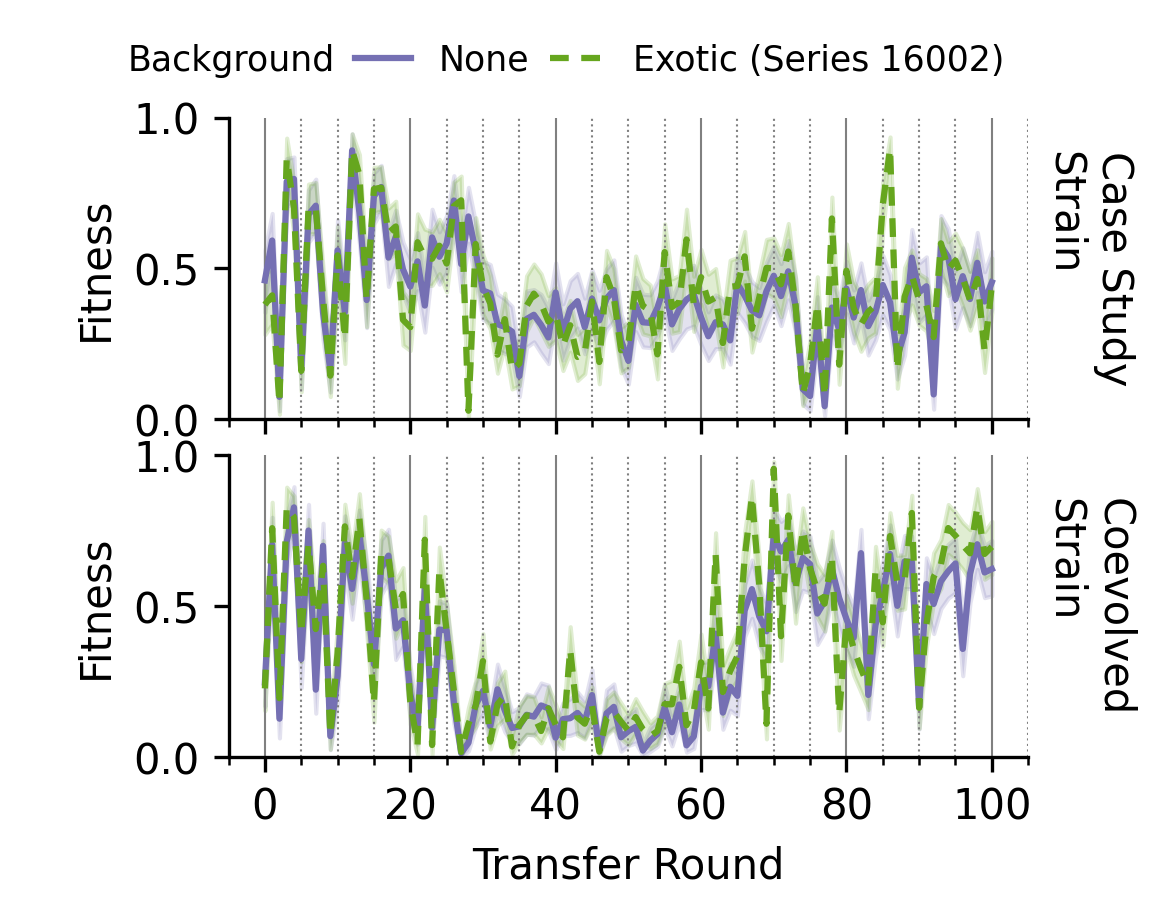 Background None Exotic (Series 16002)
1.0
0.5
0.0
Fitness
Case Study
Strain
1.0
0.5
0.0
Fitness
Coevolved
Strain
0 20 40 60 80 100
Transfer Round